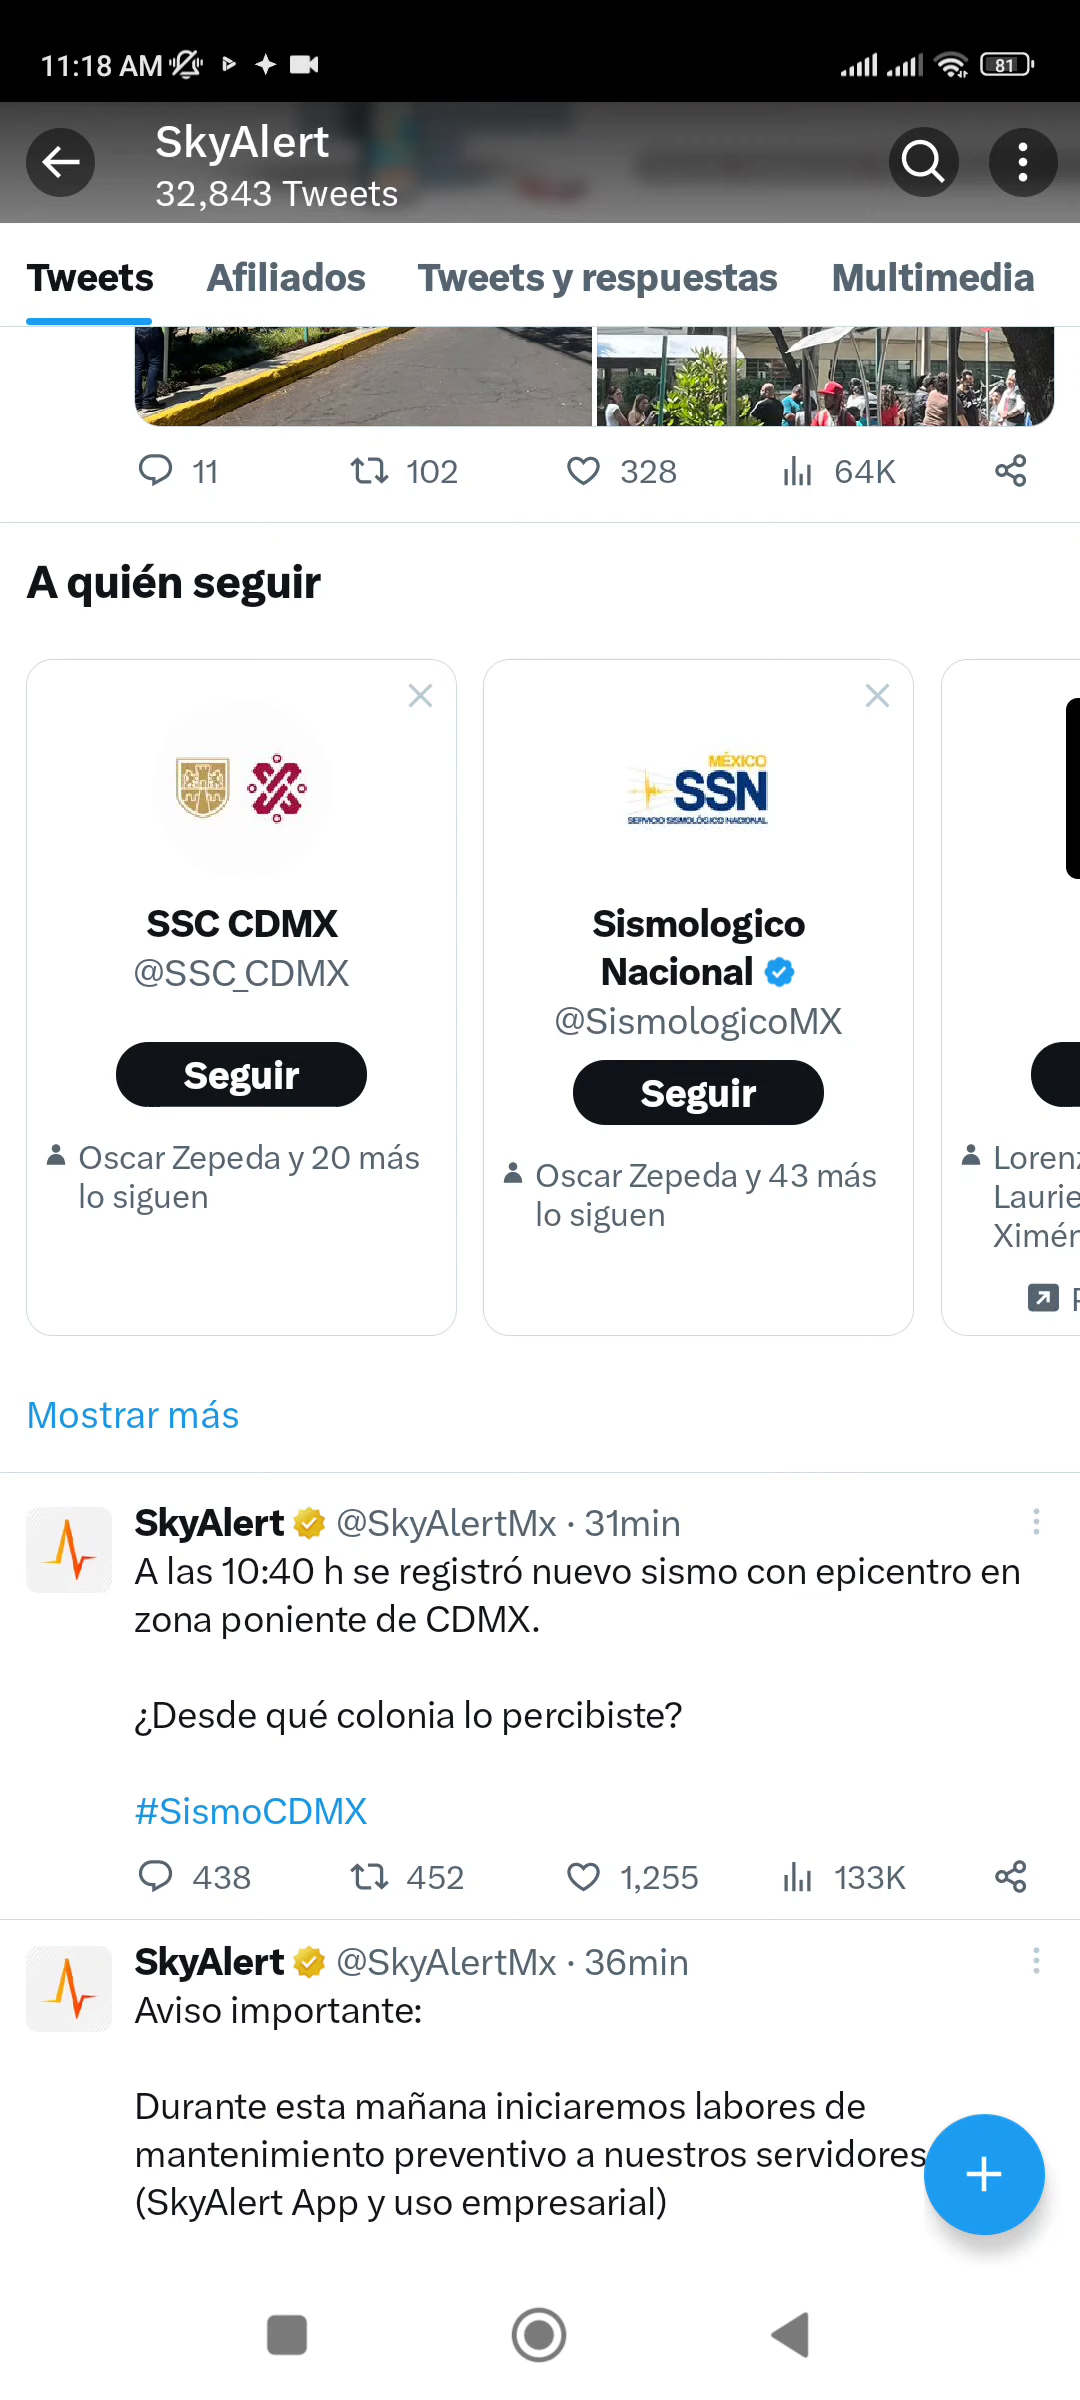 11:18 AM
81
SkyAlert
32,843 Tweets
Tweets Afiliados Tweets y respuestas Multimedia
11 102 328 64K
A quién seguir
MÉXICO
SSN
SERVICIO SISMOLÓGICO NACIONAL
SSC CDMX
@SSC_CDMX
Seguir
Oscar Zepeda y 20 más
lo siguen
Sismologico
Nacional
@SismologicoMX
Seguir
Oscar Zepeda y 43 más
lo siguen
Lorenz
Laurie
Ximén
Mostrar más
SkyAlert @SkyAlertMx · 31min
A las 10:40 h se registró nuevo sismo con epicentro en
zona poniente de CDMX.
¿Desde qué colonia lo percibiste?
#SismoCDMX
438 452 1,255 133K
SkyAlert @SkyAlertMx · 36min
Aviso importante:
Durante esta mañana iniciaremos labores de
mantenimiento preventivo a nuestros servidores
(SkyAlert App y uso empresarial)